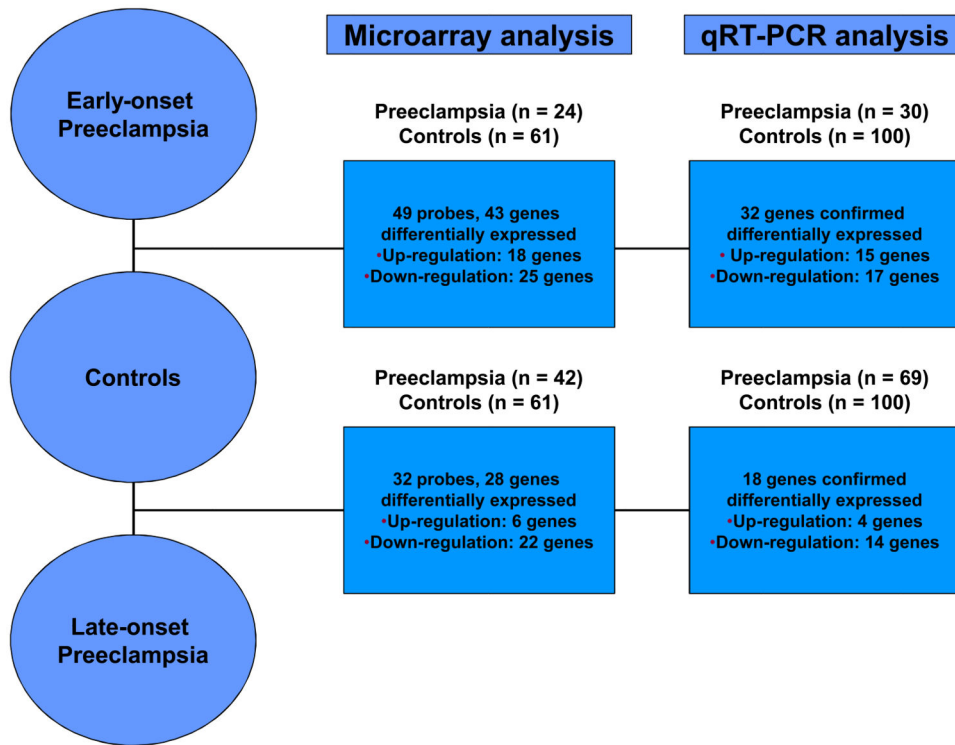 Microarray analysis
qRT-PCR analysis
Early-onset
Preeclampsia
Preeclampsia (n = 24)
Controls (n = 61)
Preeclampsia (n = 30)
Controls (n = 100)
49 probes, 43 genes
differentially expressed
•Up-regulation: 18 genes
•Down-regulation: 25 genes
32 genes confirmed
differentially expressed
• Up-regulation: 15 genes
•Down-regulation: 17 genes
Controls
Preeclampsia (n = 42)
Controls (n = 61)
Preeclampsia (n = 69)
Controls (n = 100)
32 probes, 28 genes
differentially expressed
•Up-regulation: 6 genes
•Down-regulation: 22 genes
18 genes confirmed
differentially expressed
•Up-regulation: 4 genes
•Down-regulation: 14 genes
Late-onset
Preeclampsia